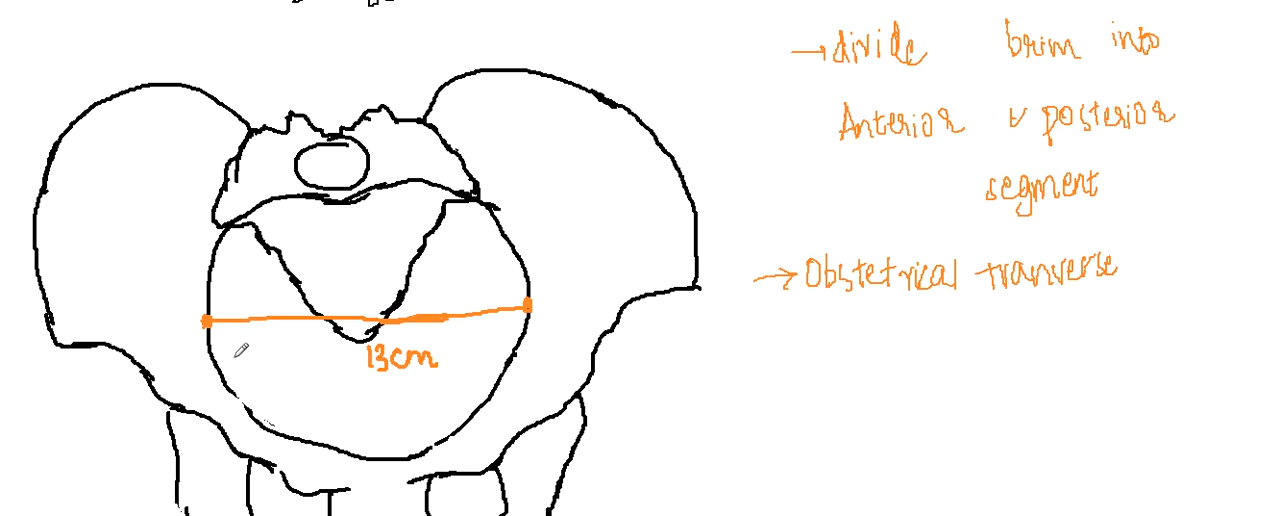 → divide brim into
Anterior & posterior
segment
→ Obstetrical tranverse
13cm